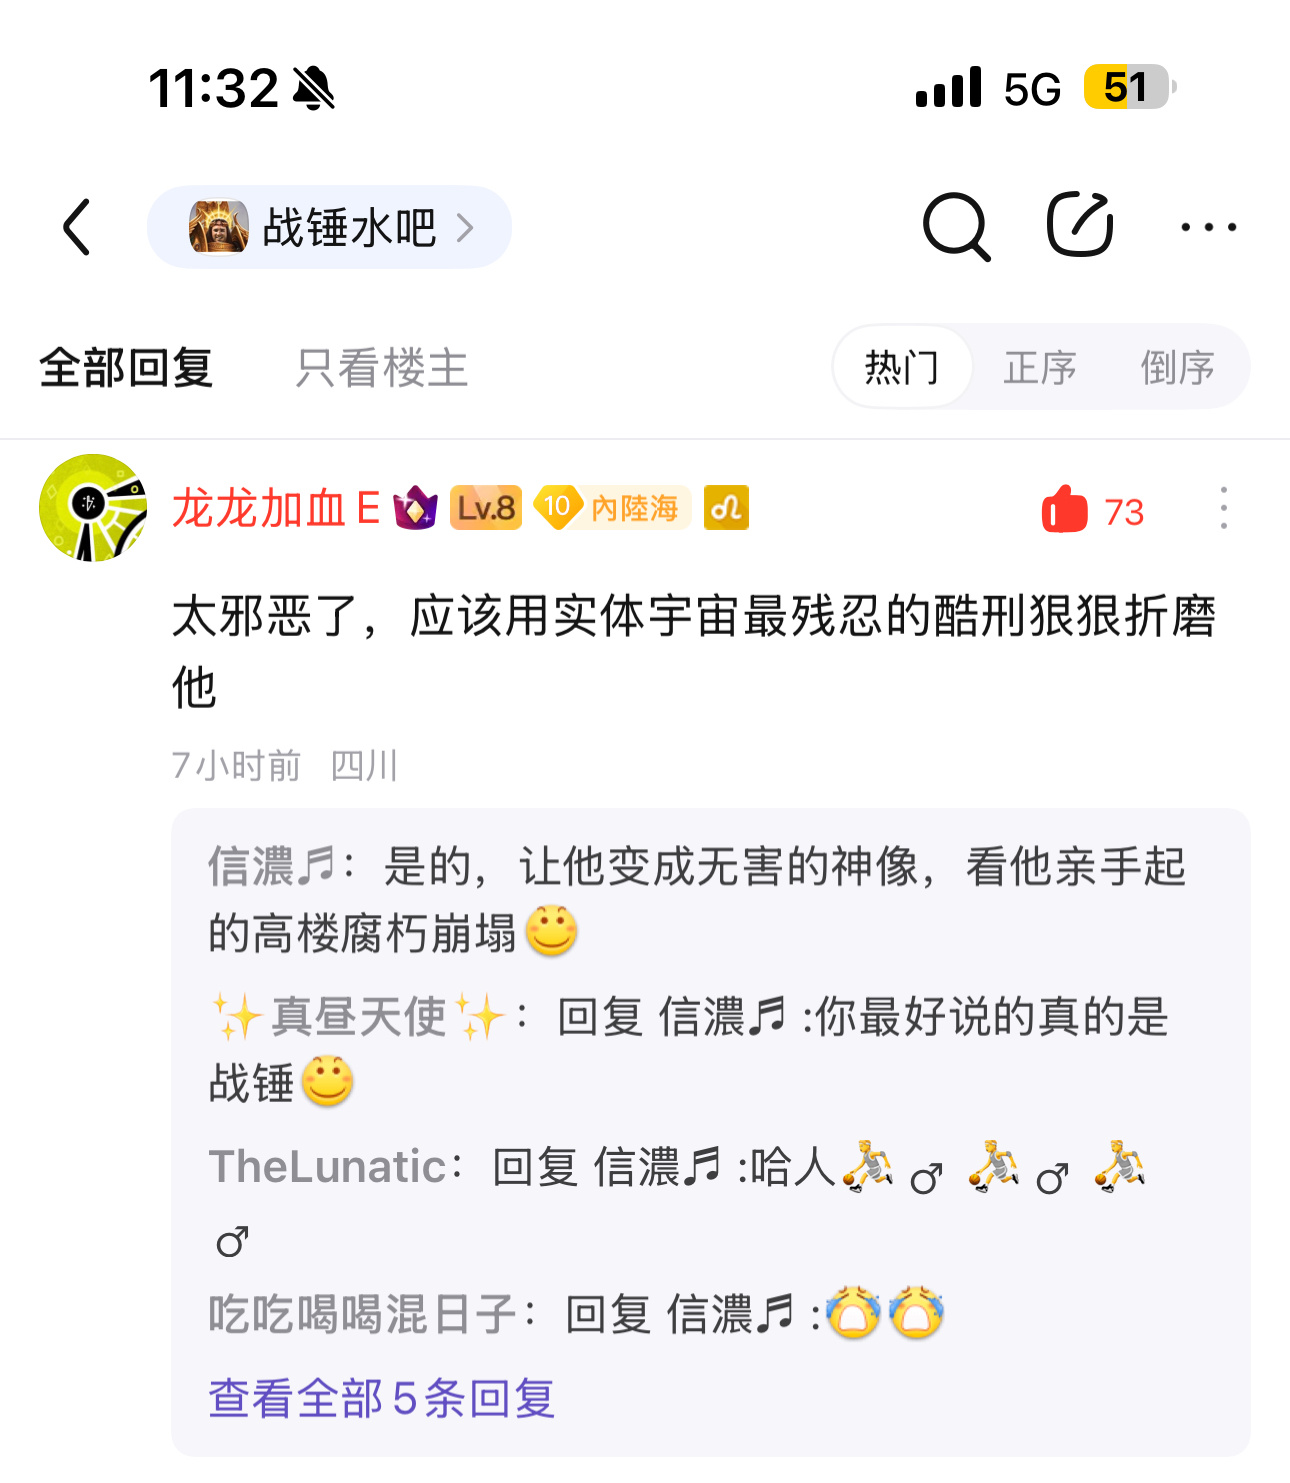 11:32
5G
51
战锤水吧
全部回复
只看楼主
热门
正序
倒序
龙龙加血E
Lv.8
10
內陸海
73
太邪恶了，应该用实体宇宙最残忍的酷刑狠狠折磨
他
7小时前 四川
信濃♬：是的，让他变成无害的神像，看他亲手起
的高楼腐朽崩塌😊
✨真昼天使✨：回复 信濃♬ :你最好说的真的是
战锤😊
TheLunatic：回复 信濃♬ :哈人⛹♂⛹♂⛹
♂
吃吃喝喝混日子：回复 信濃♬ :😭😭
查看全部5条回复